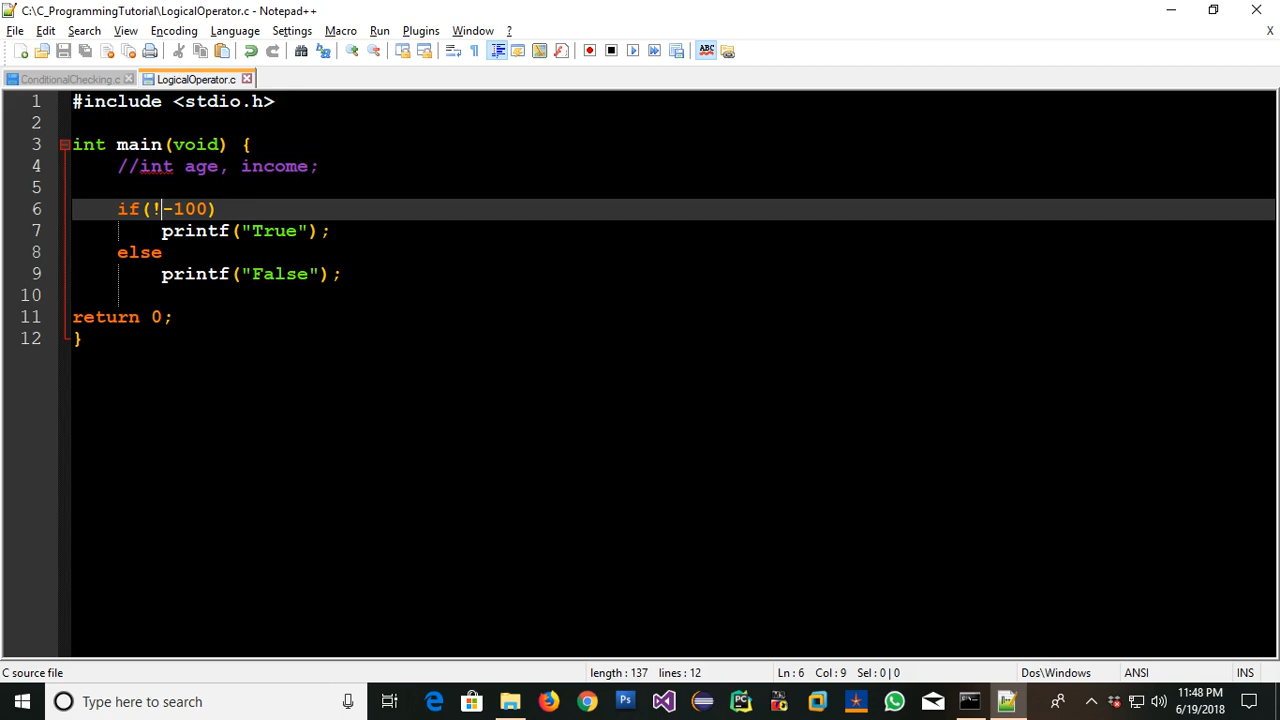 C:\C_ProgrammingTutorial\LogicalOperator.c - Notepad++
File Edit Search View Encoding Language Settings Macro Run Plugins Window ?
X
ConditionalChecking.c LogicalOperator.c
1 #include <stdio.h>
2
3 int main(void) {
4 //int age, income;
5
6 if(!-100)
7 printf("True");
8 else
9 printf("False");
10
11 return 0;
12 }
C source file length : 137 lines : 12 Ln : 6 Col : 9 Sel : 0 | 0 Dos\Windows ANSI INS
Type here to search
11:48 PM
6/19/2018